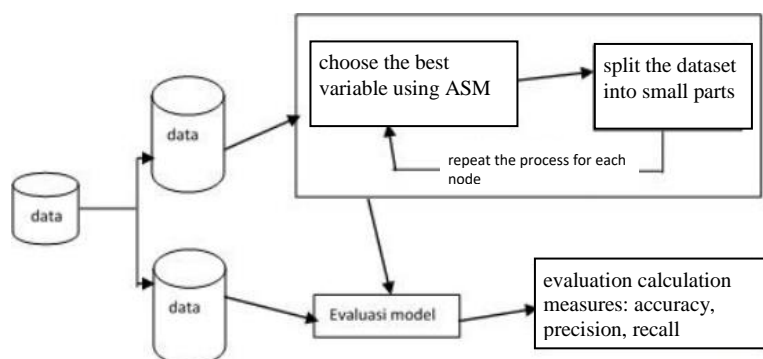 choose the best
variable using ASM
split the dataset
into small parts
data
repeat the process for each
node
data
data
Evaluasi model
evaluation calculation
measures: accuracy,
precision, recall